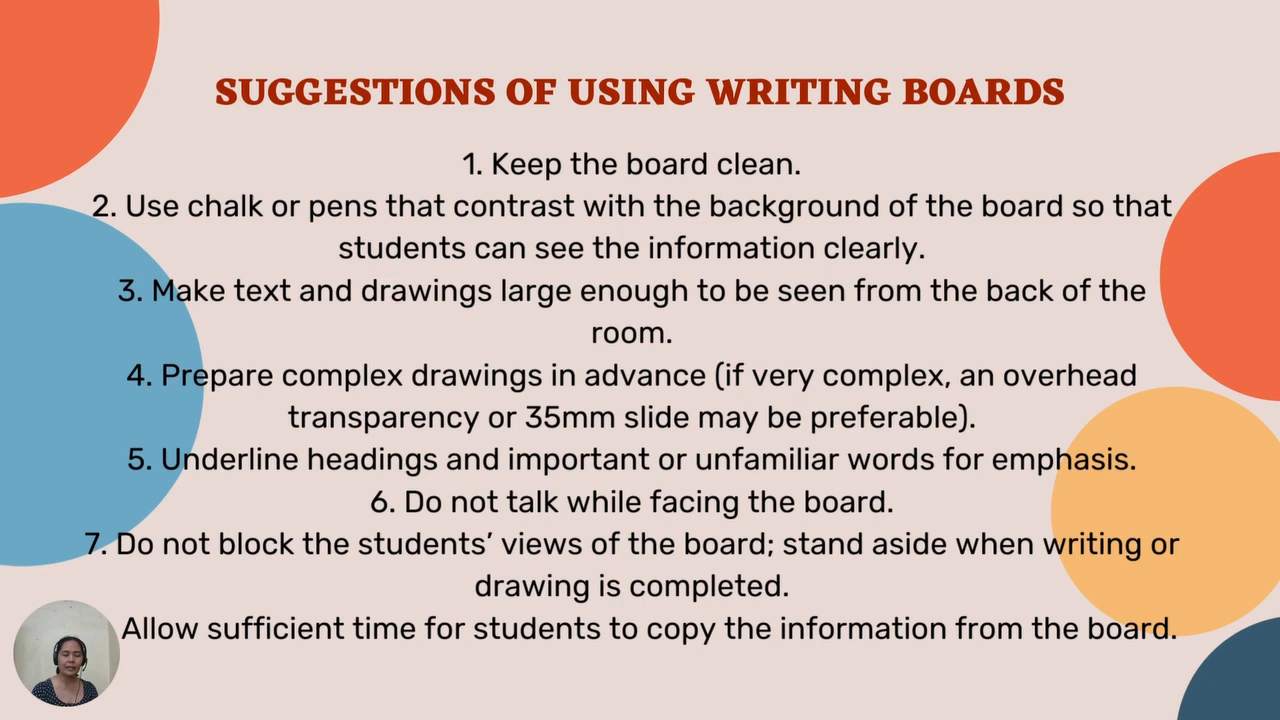 SUGGESTIONS OF USING WRITING BOARDS
1. Keep the board clean.
2. Use chalk or pens that contrast with the background of the board so that
students can see the information clearly.
3. Make text and drawings large enough to be seen from the back of the
room.
4. Prepare complex drawings in advance (if very complex, an overhead
transparency or 35mm slide may be preferable).
5. Underline headings and important or unfamiliar words for emphasis.
6. Do not talk while facing the board.
7. Do not block the students’ views of the board; stand aside when writing or
drawing is completed.
Allow sufficient time for students to copy the information from the board.